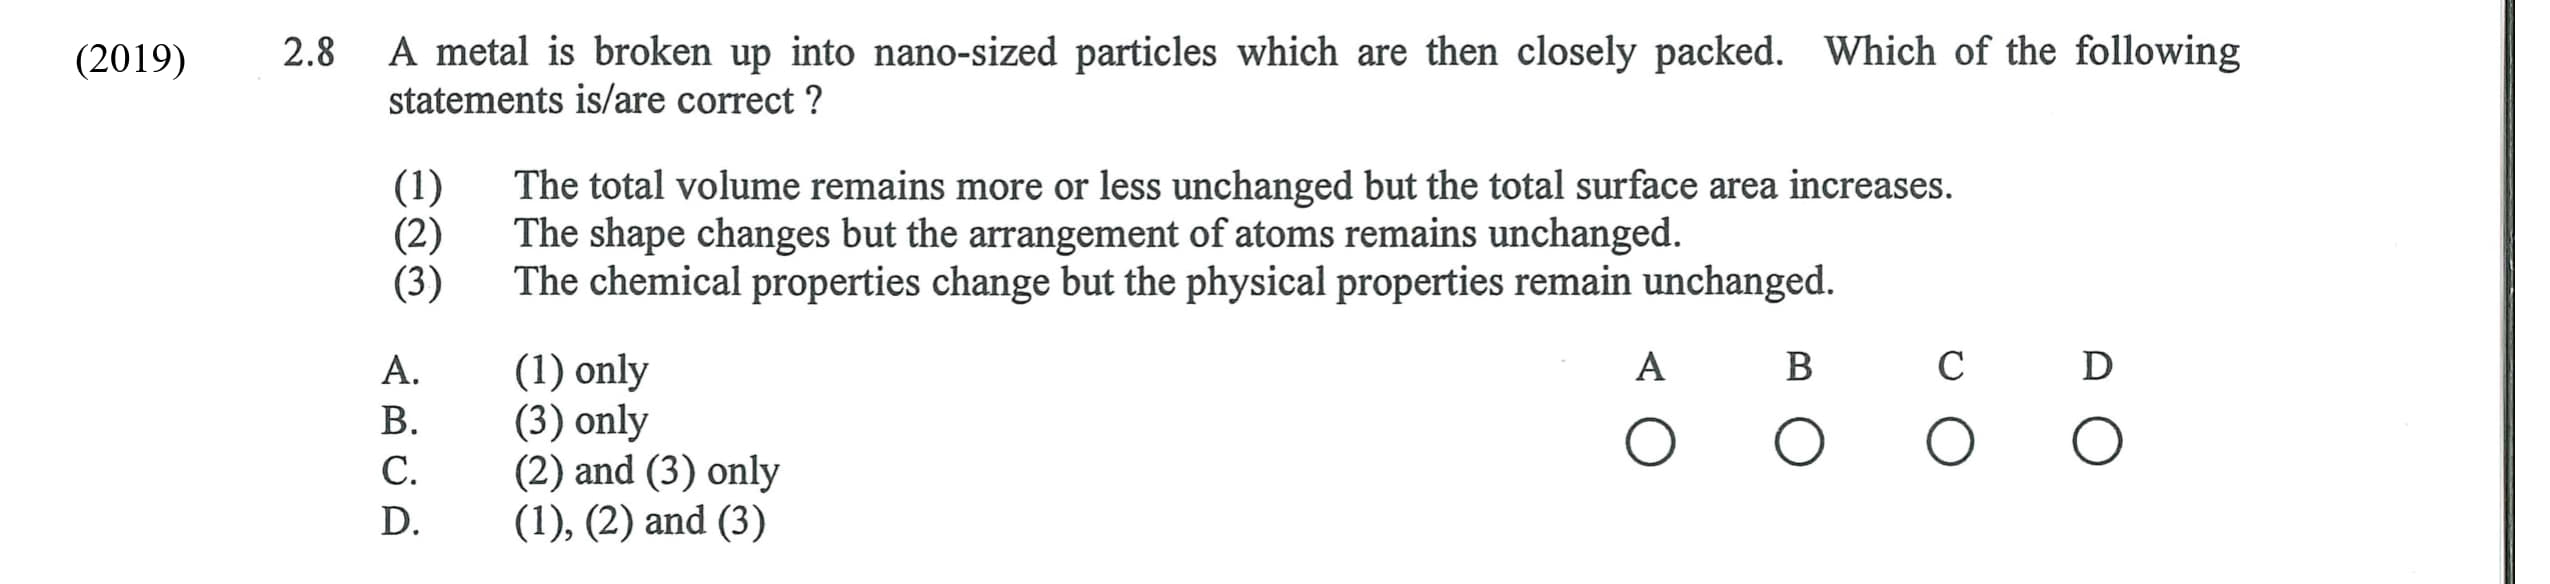 (2019) 2.8 A metal is broken up into nano-sized particles which are then closely packed. Which of the following
statements is/are correct ?
(1) The total volume remains more or less unchanged but the total surface area increases.
(2) The shape changes but the arrangement of atoms remains unchanged.
(3) The chemical properties change but the physical properties remain unchanged.
A. (1) only A B C D
B. (3) only
C. (2) and (3) only
D. (1), (2) and (3)